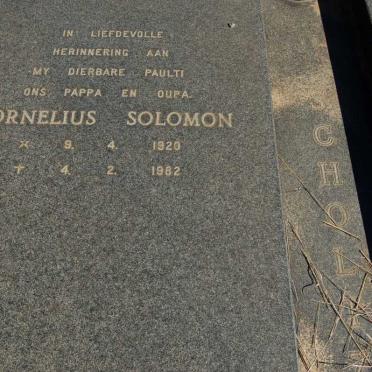 IN LIEFDEVOLLE
HERINNERING AAN
MY DIERBARE PAULTI
ONS PAPPA EN OUPA.
ORNELIUS SOLOMON
* 9. 4. 1920
† 4. 2. 1982
SCHOL